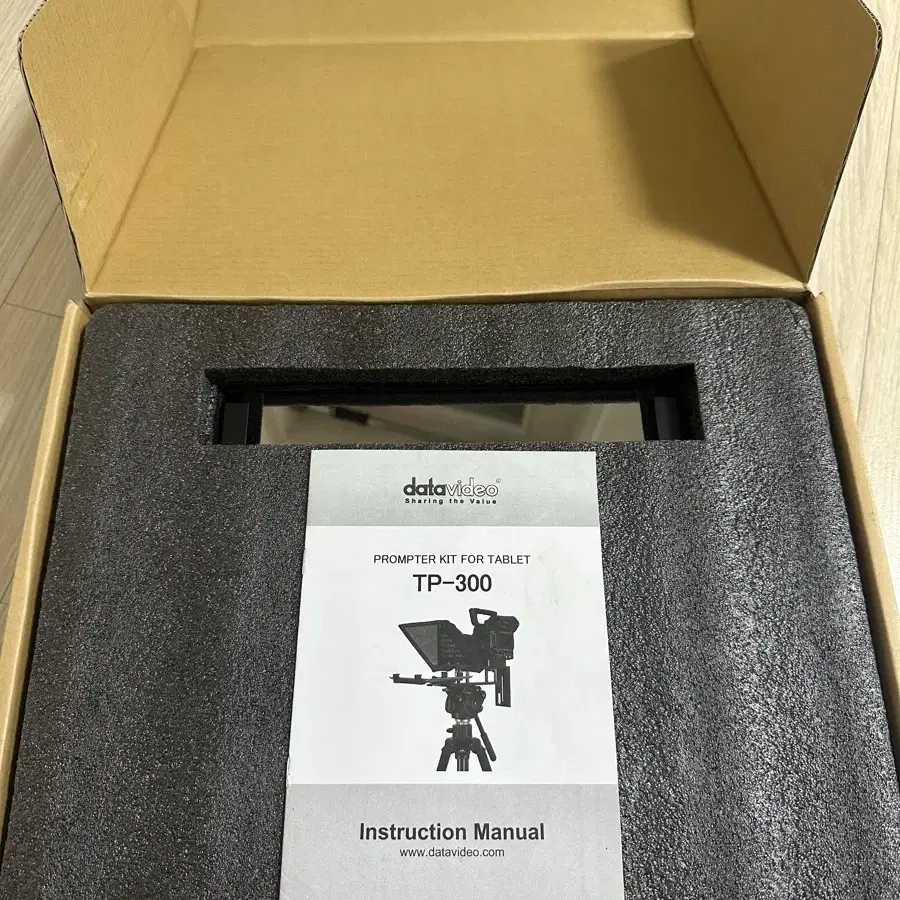 datavideo
Sharing the Value
PROMPTER KIT FOR TABLET
TP-300
Instruction Manual
www.datavideo.com